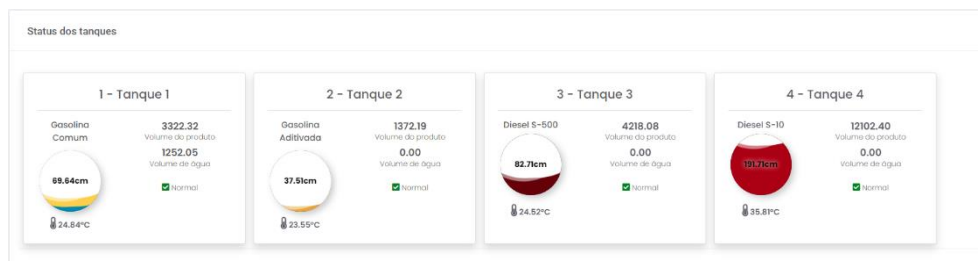 Status dos tanques
1 - Tanque 1
Gasolina
Comum
3322.32
Volume do produto
1252.05
Volume de água
69.64cm
Normal
24.84°C
2 - Tanque 2
Gasolina
Aditivada
1372.19
Volume do produto
0.00
Volume de água
37.51cm
Normal
23.55°C
3 - Tanque 3
Diesel S-500
4218.08
Volume do produto
0.00
Volume de água
82.71cm
Normal
24.52°C
4 - Tanque 4
Diesel S-10
12102.40
Volume do produto
0.00
Volume de água
191.71cm
Normal
35.81°C